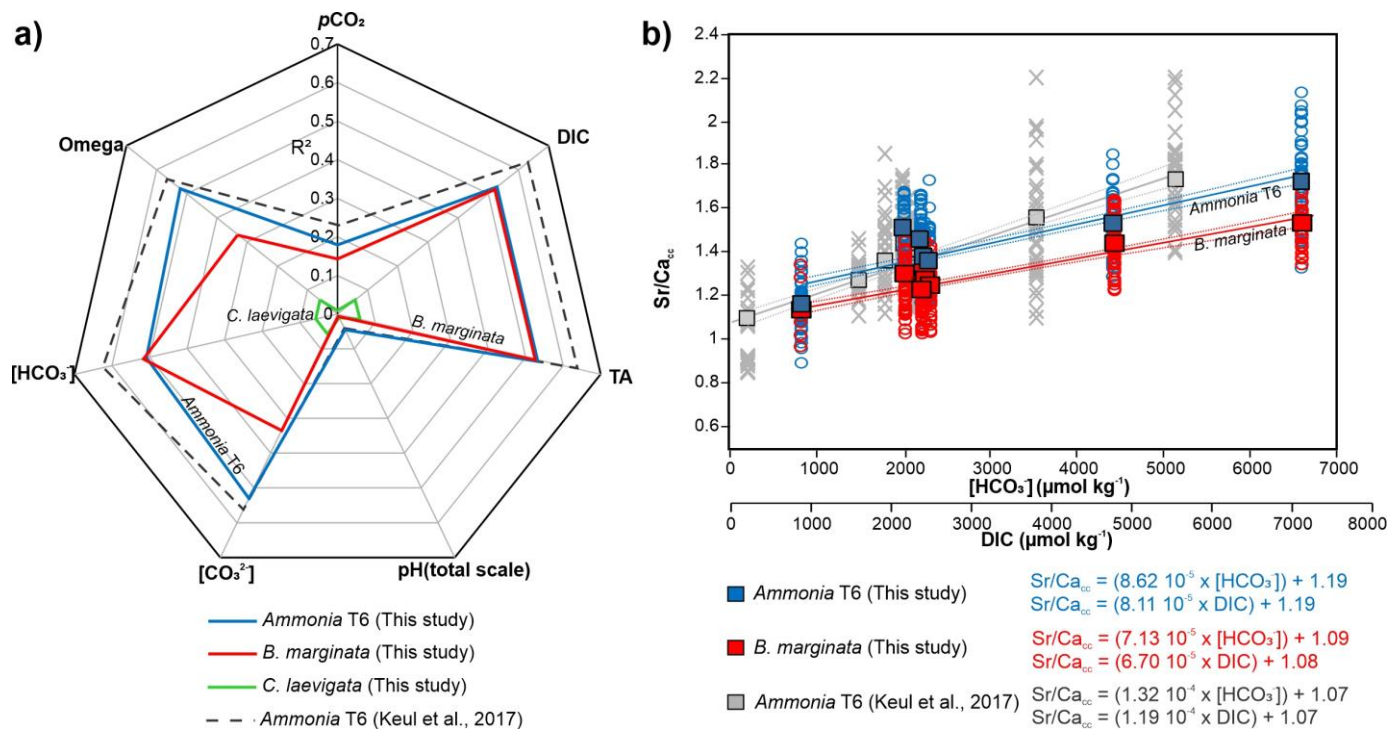 a)
pCO₂
0.7
0.6
0.5
0.4
0.3
0.2
0.1
0
R²
Omega
DIC
[HCO₃⁻]
TA
[CO₃²⁻]
pH(total scale)
C. laevigata
B. marginata
Ammonia T6
Ammonia T6 (This study)
B. marginata (This study)
C. laevigata (This study)
Ammonia T6 (Keul et al., 2017)
b)
2.4
2.2
2
1.8
1.6
1.4
1.2
1
0.8
0.6
Sr/Ca_cc
Ammonia T6
B. marginata
0 1000 2000 3000 4000 5000 6000 7000
[HCO₃⁻] (µmol kg⁻¹)
0 1000 2000 3000 4000 5000 6000 7000 8000
DIC (µmol kg⁻¹)
Ammonia T6 (This study)
Sr/Ca_cc = (8.62 10⁻⁵ x [HCO₃⁻]) + 1.19
Sr/Ca_cc = (8.11 10⁻⁵ x DIC) + 1.19
B. marginata (This study)
Sr/Ca_cc = (7.13 10⁻⁵ x [HCO₃⁻]) + 1.09
Sr/Ca_cc = (6.70 10⁻⁵ x DIC) + 1.08
Ammonia T6 (Keul et al., 2017)
Sr/Ca_cc = (1.32 10⁻⁴ x [HCO₃⁻]) + 1.07
Sr/Ca_cc = (1.19 10⁻⁴ x DIC) + 1.07